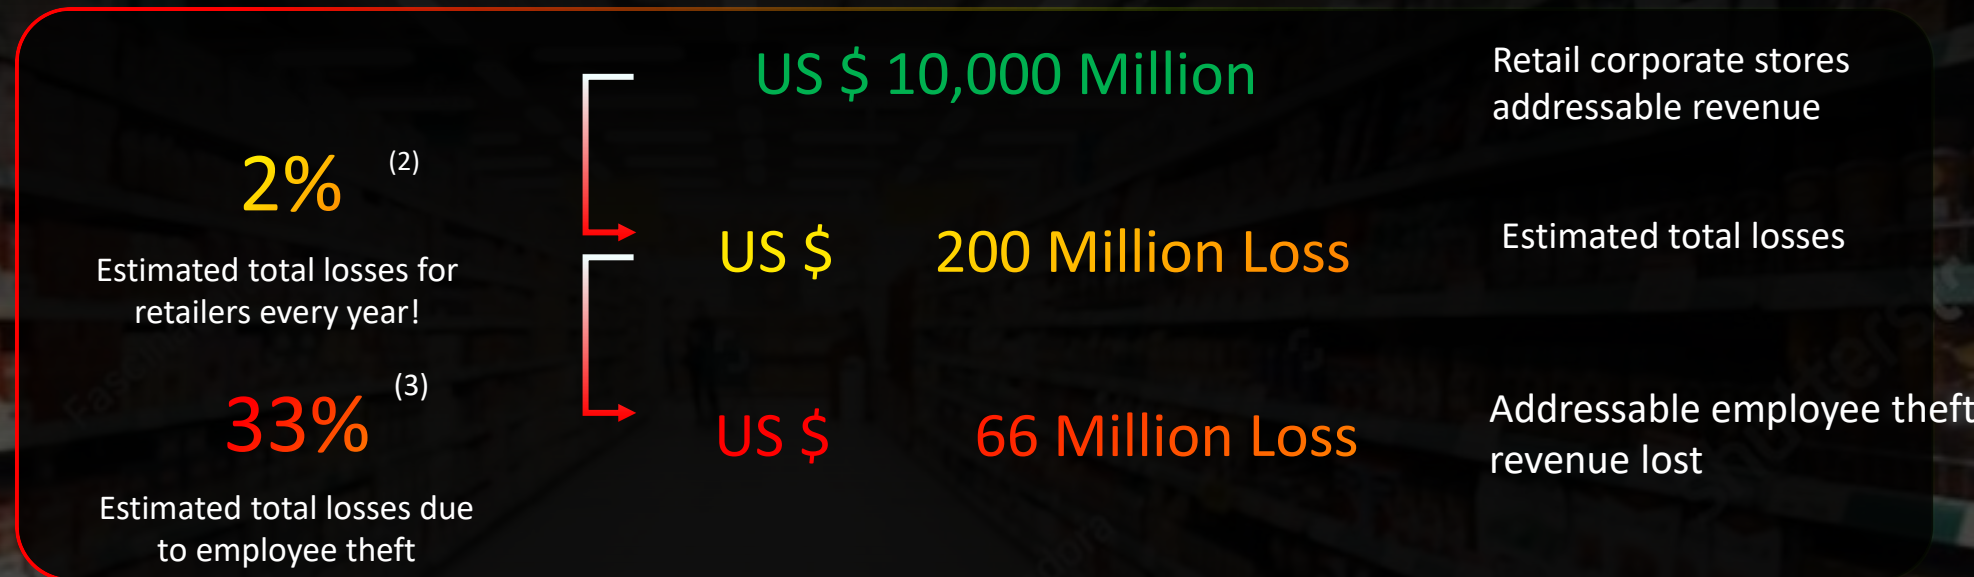 US $ 10,000 Million
Retail corporate stores
addressable revenue
2% (2)
Estimated total losses for
retailers every year!
US $ 200 Million Loss
Estimated total losses
33% (3)
Estimated total losses due
to employee theft
US $ 66 Million Loss
Addressable employee theft
revenue lost